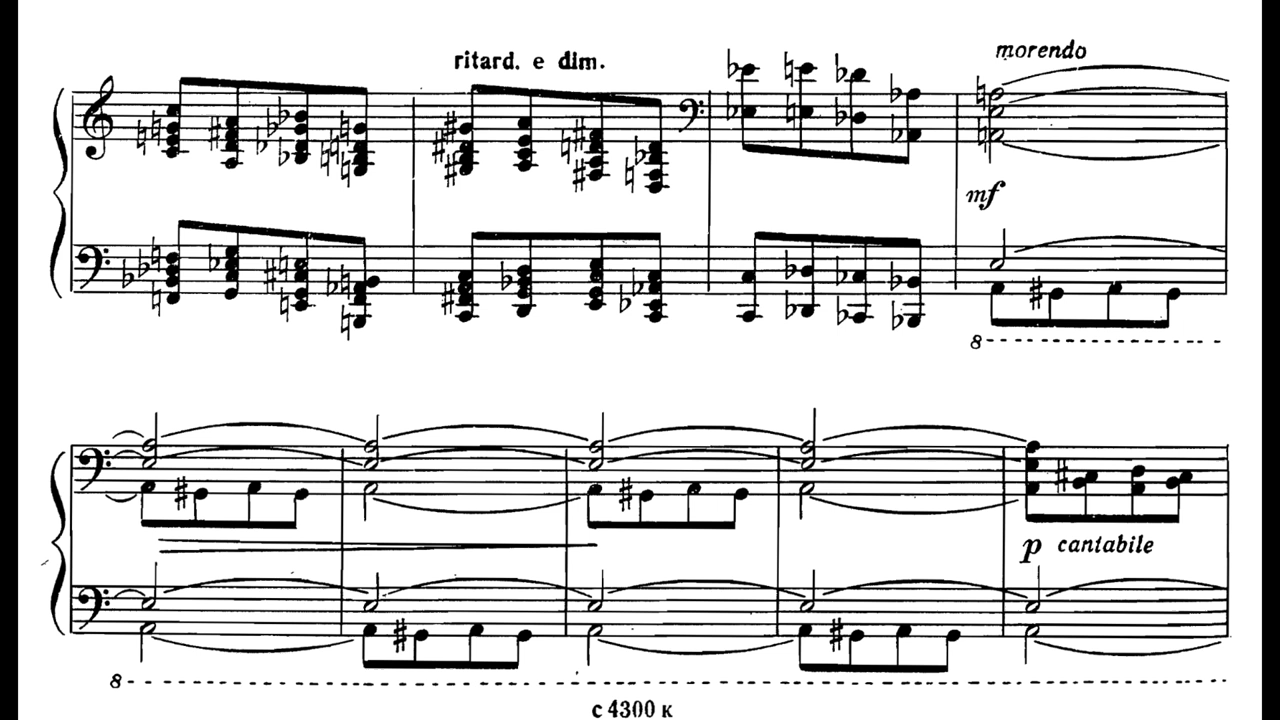 ritard. e dim.
morendo
mf
8
p cantabile
8
с 4300 к